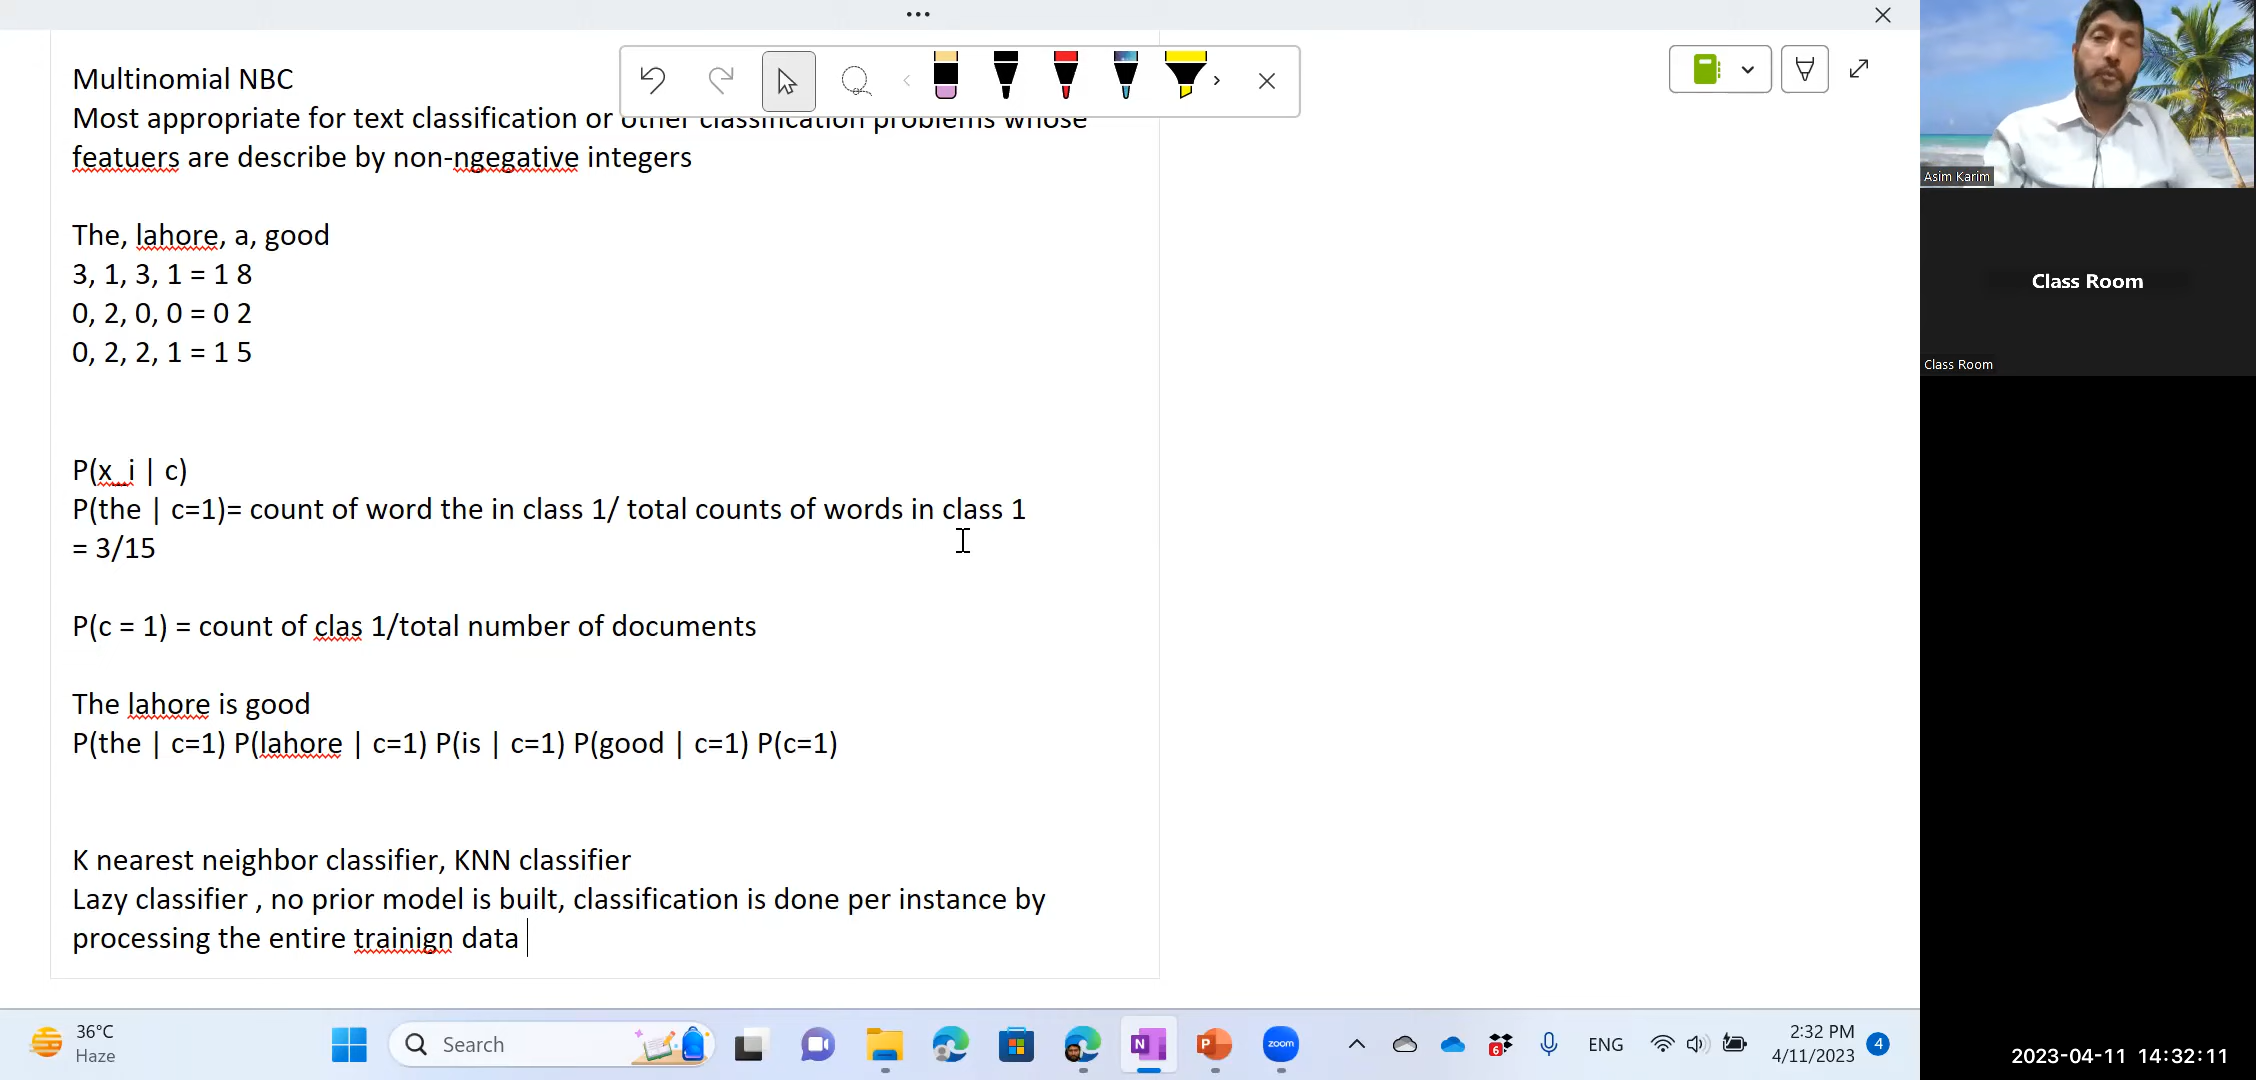 Multinomial NBC
Most appropriate for text classification or other classification problems whose
featuers are describe by non-ngegative integers
The, lahore, a, good
3, 1, 3, 1 = 1 8
0, 2, 0, 0 = 0 2
0, 2, 2, 1 = 1 5
P(x_i | c)
P(the | c=1)= count of word the in class 1/ total counts of words in class 1
= 3/15
P(c = 1) = count of clas 1/total number of documents
The lahore is good
P(the | c=1) P(lahore | c=1) P(is | c=1) P(good | c=1) P(c=1)
K nearest neighbor classifier, KNN classifier
Lazy classifier , no prior model is built, classification is done per instance by
processing the entire trainign data
Asim Karim
Class Room
Class Room
36°C
Haze
Search
N
P
zoom
6
ENG
2:32 PM
4/11/2023
4
2023-04-11 14:32:11